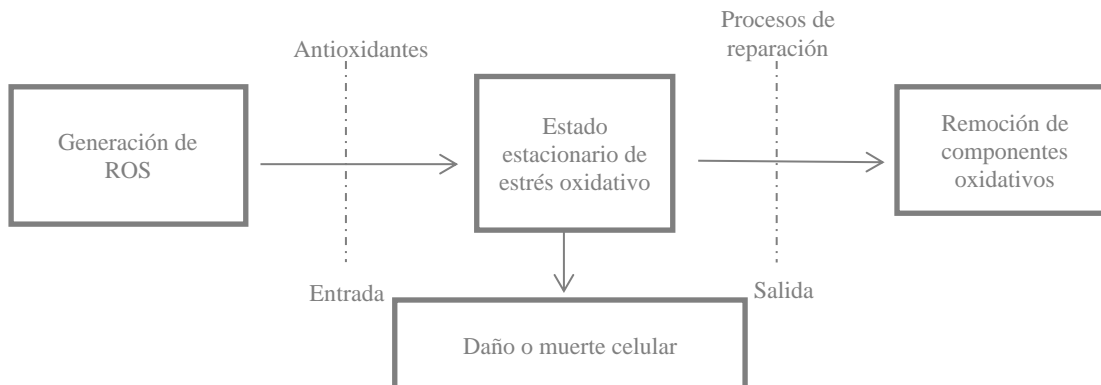 Antioxidantes
Procesos de
reparación
Generación de
ROS
Estado
estacionario de
estrés oxidativo
Remoción de
componentes
oxidativos
Entrada
Salida
Daño o muerte celular